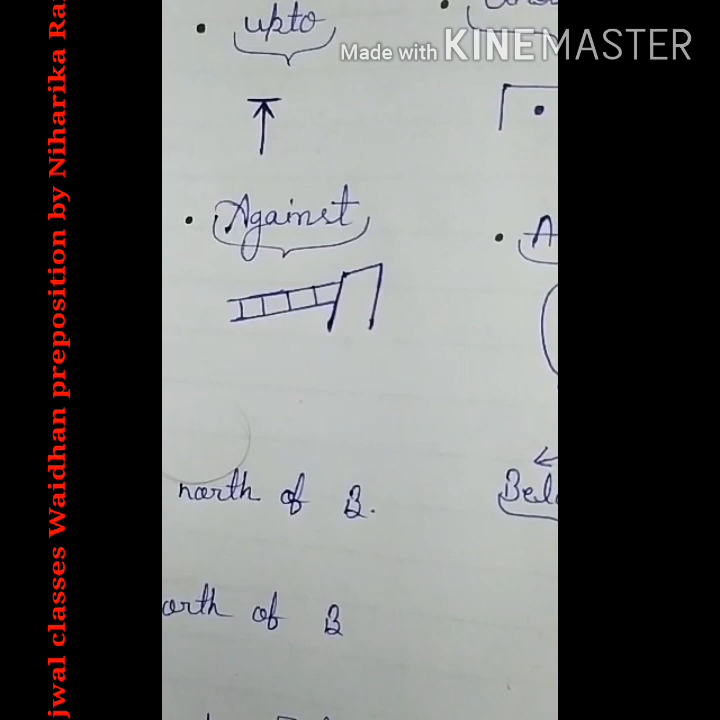 upto
Made with KINEMASTER
Against
north of B.
orth of B
jwal classes Waidhan preposition by Niharika Ra